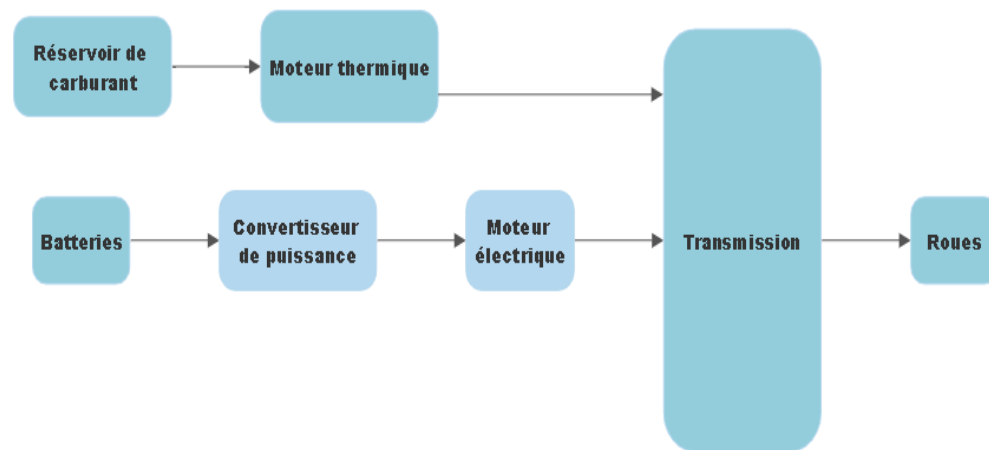 Réservoir de
carburant
Moteur thermique
Batteries
Convertisseur
de puissance
Moteur
électrique
Transmission
Roues